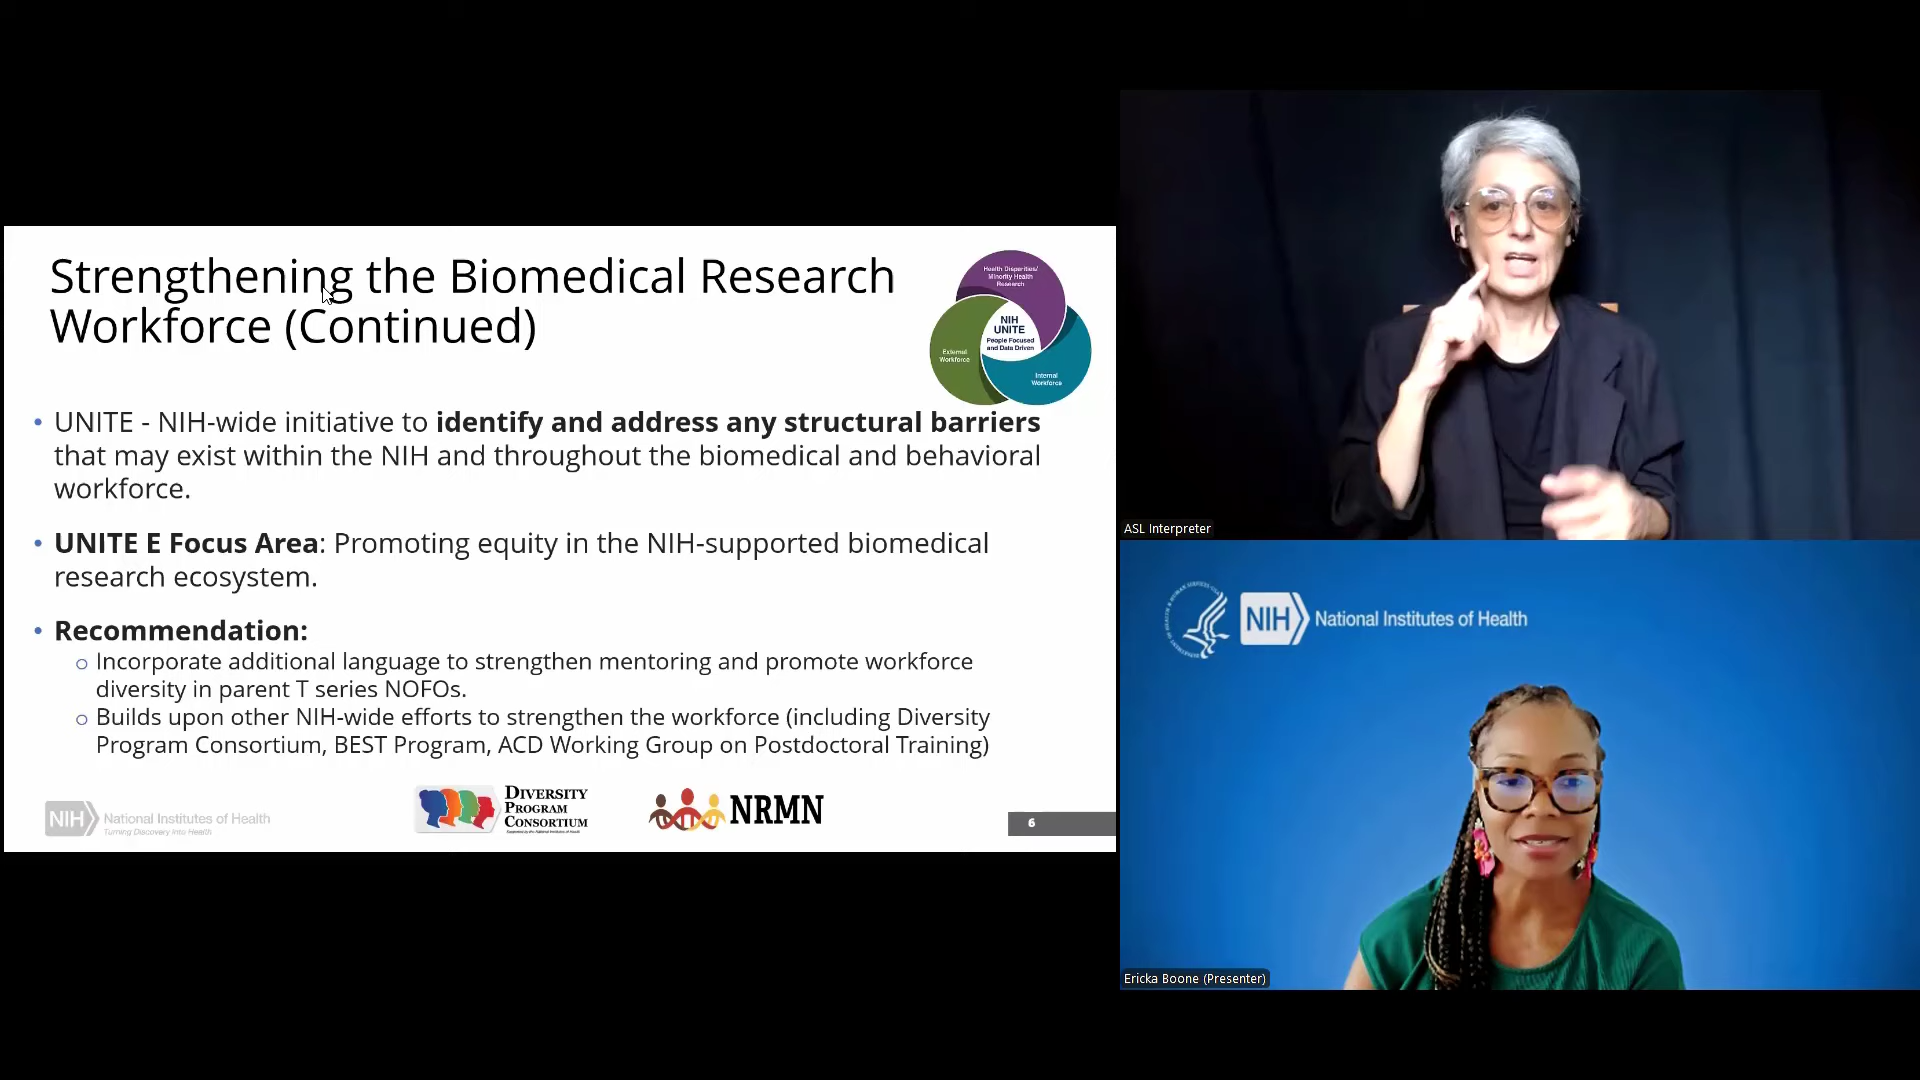 Strengthening the Biomedical Research
Workforce (Continued)
Health Disparities/
Minority Health
Research
NIH
UNITE
People Focused
and Data Driven
External
Workforce
Internal
Workforce
• UNITE - NIH-wide initiative to identify and address any structural barriers
that may exist within the NIH and throughout the biomedical and behavioral
workforce.
• UNITE E Focus Area: Promoting equity in the NIH-supported biomedical
research ecosystem.
• Recommendation:
o Incorporate additional language to strengthen mentoring and promote workforce
diversity in parent T series NOFOs.
o Builds upon other NIH-wide efforts to strengthen the workforce (including Diversity
Program Consortium, BEST Program, ACD Working Group on Postdoctoral Training)
NIH National Institutes of Health
Turning Discovery Into Health
DIVERSITY
PROGRAM
CONSORTIUM
NRMN
6
ASL Interpreter
NIH National Institutes of Health
Ericka Boone (Presenter)